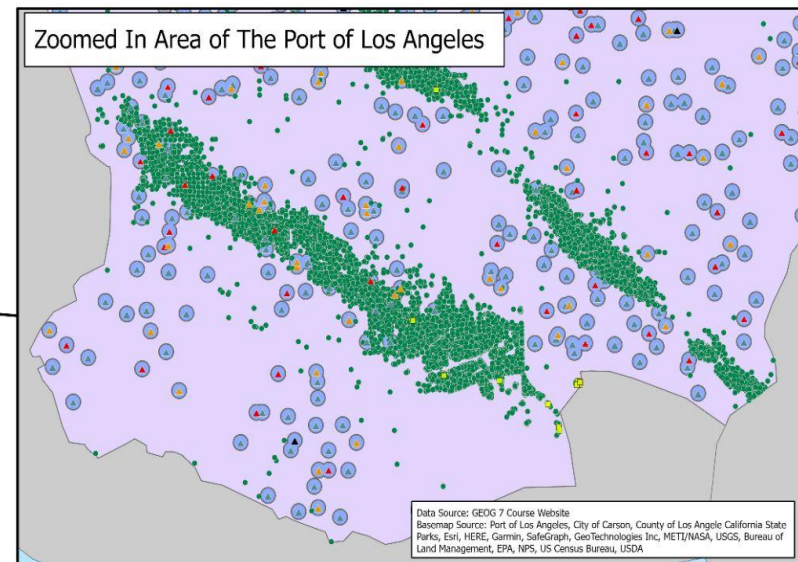 Zoomed In Area of The Port of Los Angeles
Data Source: GEOG 7 Course Website
Basemap Source: Port of Los Angeles, City of Carson, County of Los Angele California State
Parks, Esri, HERE, Garmin, SafeGraph, GeoTechnologies Inc, METI/NASA, USGS, Bureau of
Land Management, EPA, NPS, US Census Bureau, USDA